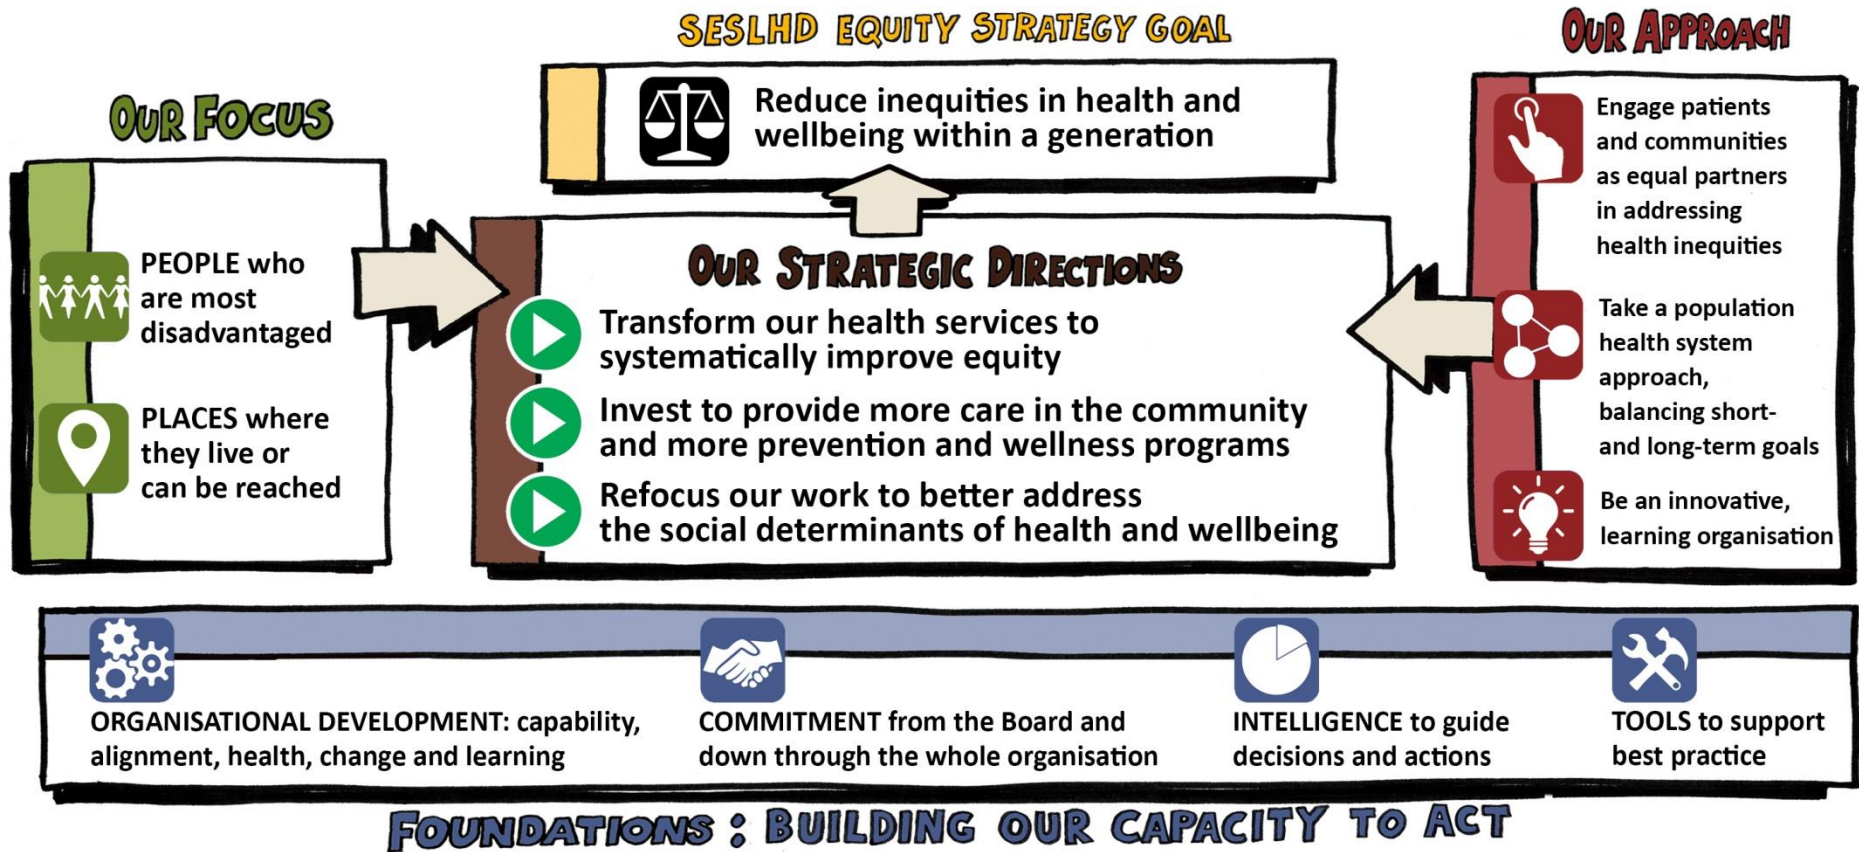 SESLHD EQUITY STRATEGY GOAL
Reduce inequities in health and
wellbeing within a generation
OUR FOCUS
PEOPLE who
are most
disadvantaged
PLACES where
they live or
can be reached
OUR STRATEGIC DIRECTIONS
Transform our health services to
systematically improve equity
Invest to provide more care in the community
and more prevention and wellness programs
Refocus our work to better address
the social determinants of health and wellbeing
OUR APPROACH
Engage patients
and communities
as equal partners
in addressing
health inequities
Take a population
health system
approach,
balancing short-
and long-term goals
Be an innovative,
learning organisation
ORGANISATIONAL DEVELOPMENT: capability,
alignment, health, change and learning
COMMITMENT from the Board and
down through the whole organisation
INTELLIGENCE to guide
decisions and actions
TOOLS to support
best practice
FOUNDATIONS : BUILDING OUR CAPACITY TO ACT